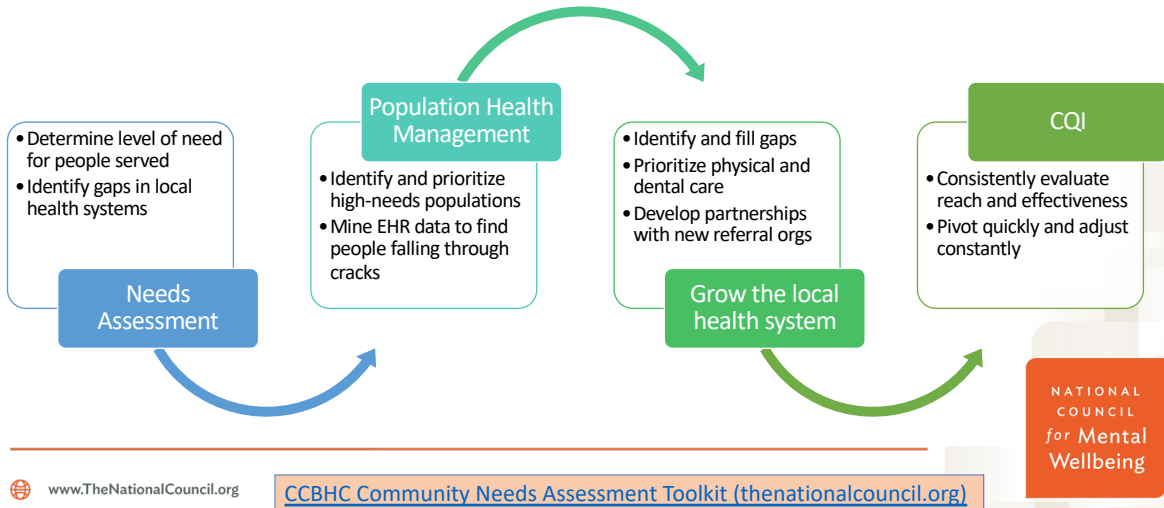 • Determine level of need
for people served
• Identify gaps in local
health systems
Needs
Assessment
Population Health
Management
• Identify and prioritize
high-needs populations
• Mine EHR data to find
people falling through
cracks
• Identify and fill gaps
• Prioritize physical and
dental care
• Develop partnerships
with new referral orgs
Grow the local
health system
CQI
• Consistently evaluate
reach and effectiveness
• Pivot quickly and adjust
constantly
NATIONAL
COUNCIL
for Mental
Wellbeing
www.TheNationalCouncil.org
CCBHC Community Needs Assessment Toolkit (thenationalcouncil.org)